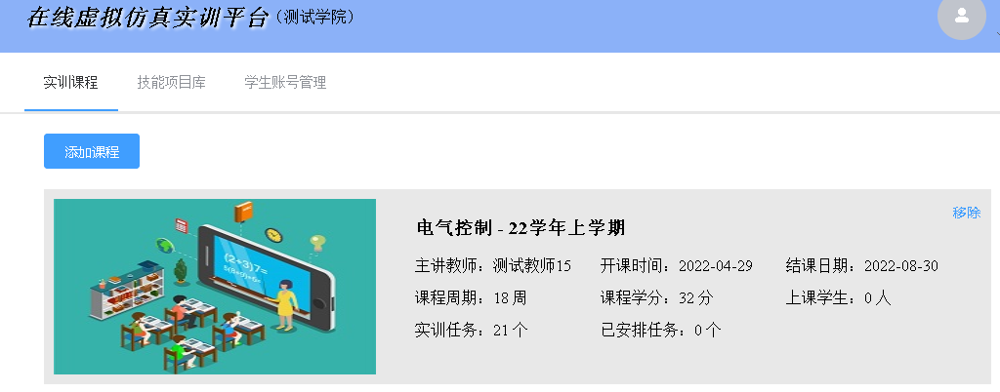 在线虚拟仿真实训平台（测试学院）
实训课程 技能项目库 学生账号管理
添加课程
移除
电气控制 - 22学年上学期
主讲教师：测试教师15 开课时间：2022-04-29 结课日期：2022-08-30
课程周期：18 周 课程学分：32 分 上课学生：0 人
实训任务：21 个 已安排任务：0 个
(2+3)7=